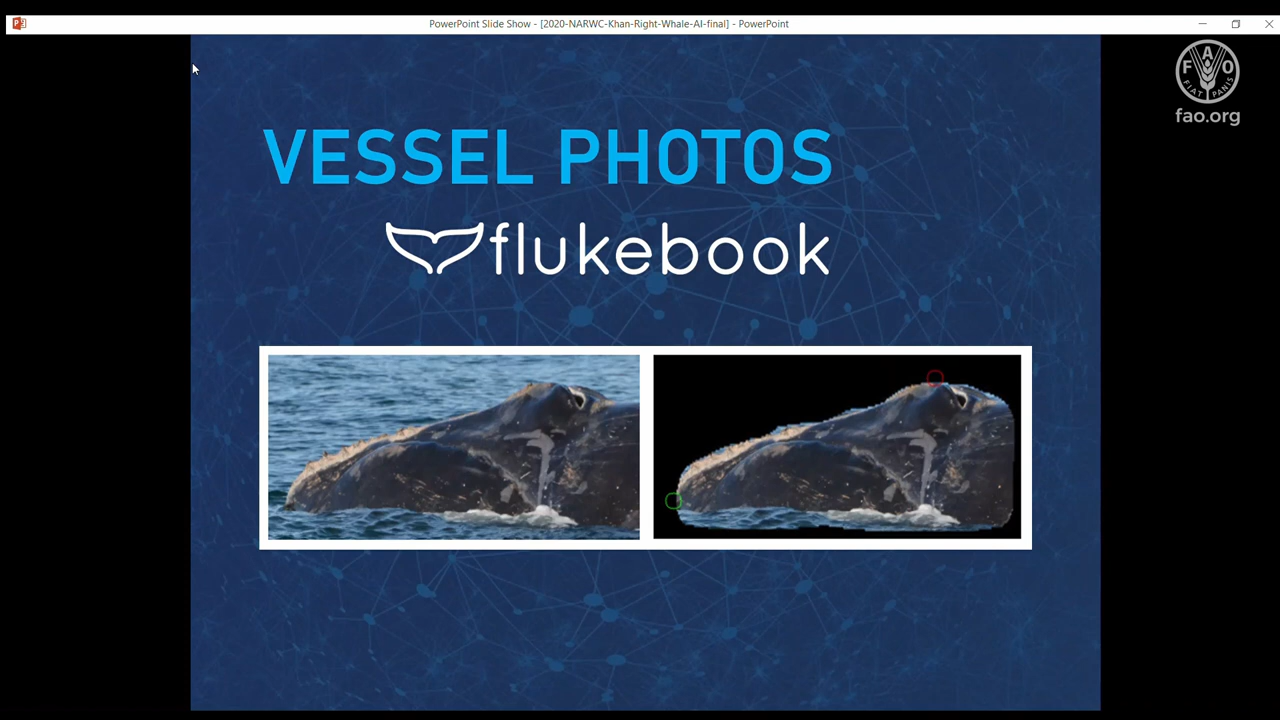 PowerPoint Slide Show - [2020-NARWC-Khan-Right-Whale-AI-final] - PowerPoint
F A O
FIAT PANIS
fao.org
VESSEL PHOTOS
flukebook